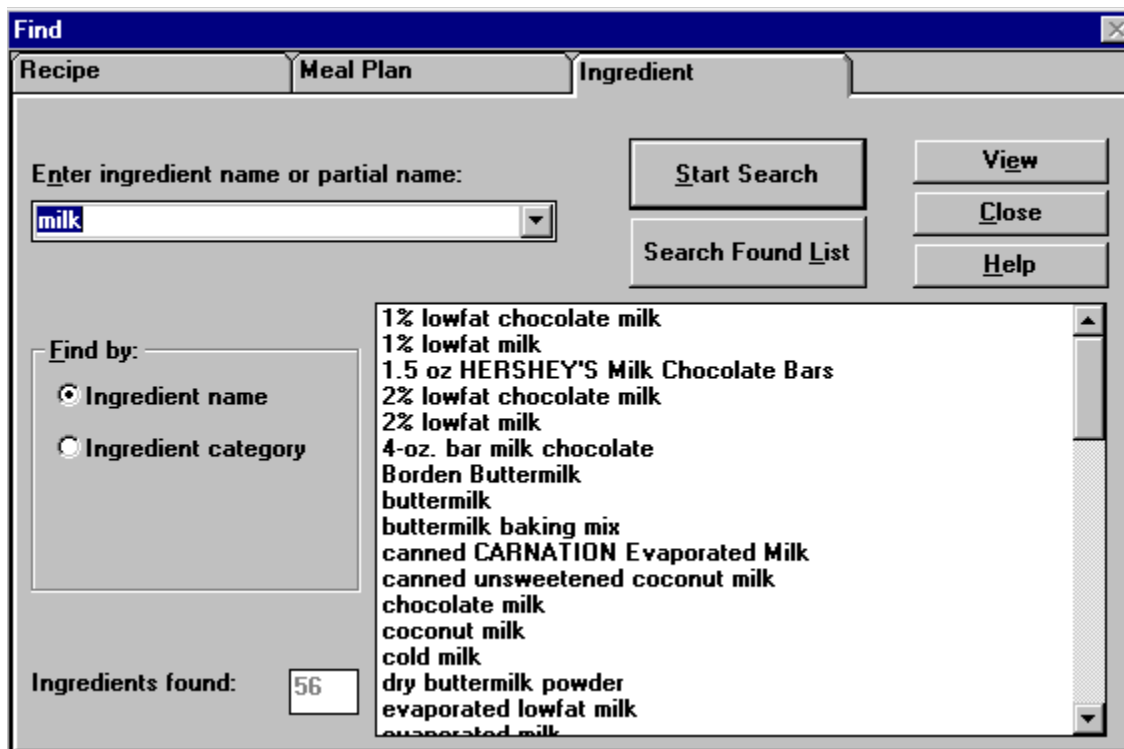 Find
Recipe
Meal Plan
Ingredient
Enter ingredient name or partial name:
milk
Start Search
Search Found List
View
Close
Help
Find by:
Ingredient name
Ingredient category
Ingredients found:
56
1% lowfat chocolate milk
1% lowfat milk
1.5 oz HERSHEY'S Milk Chocolate Bars
2% lowfat chocolate milk
2% lowfat milk
4-oz. bar milk chocolate
Borden Buttermilk
buttermilk
buttermilk baking mix
canned CARNATION Evaporated Milk
canned unsweetened coconut milk
chocolate milk
coconut milk
cold milk
dry buttermilk powder
evaporated lowfat milk
evaporated milk